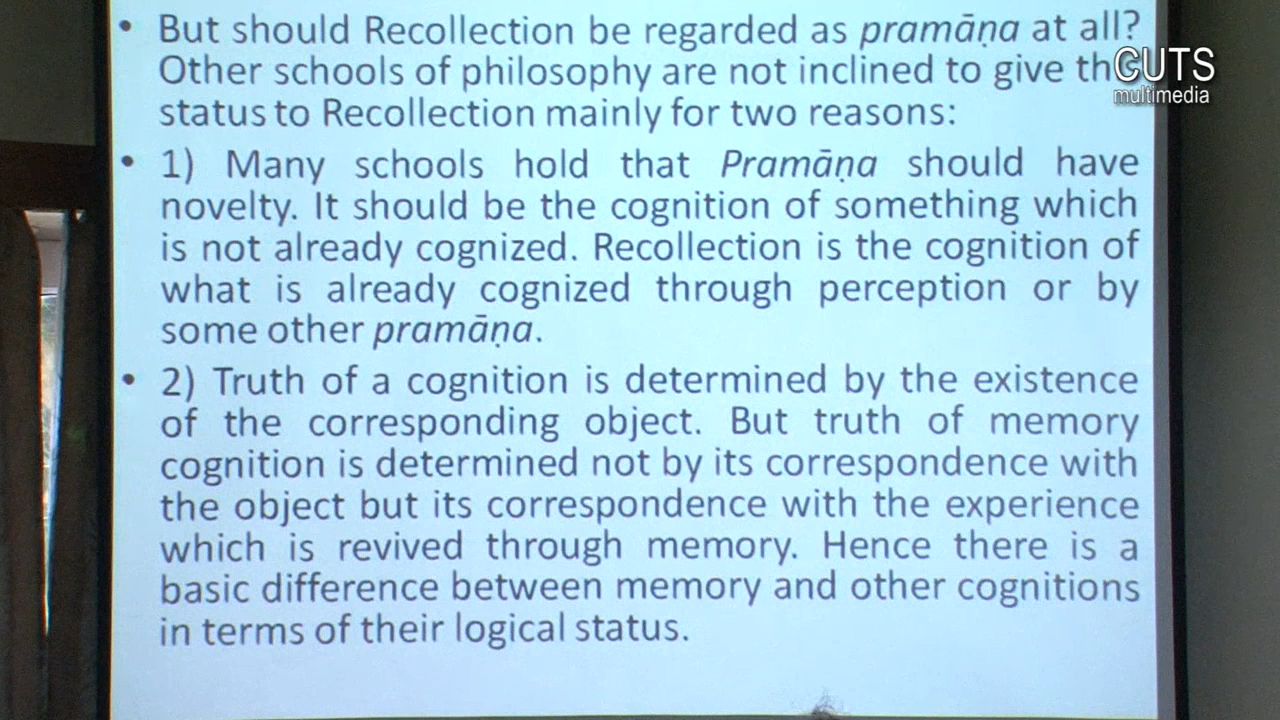 • But should Recollection be regarded as pramāṇa at all?
Other schools of philosophy are not inclined to give
status to Recollection mainly for two reasons:
• 1) Many schools hold that Pramāṇa should have
novelty. It should be the cognition of something which
is not already cognized. Recollection is the cognition of
what is already cognized through perception or by
some other pramāṇa.
• 2) Truth of a cognition is determined by the existence
of the corresponding object. But truth of memory
cognition is determined not by its correspondence with
the object but its correspondence with the experience
which is revived through memory. Hence there is a
basic difference between memory and other cognitions
in terms of their logical status.
CUTS
multimedia